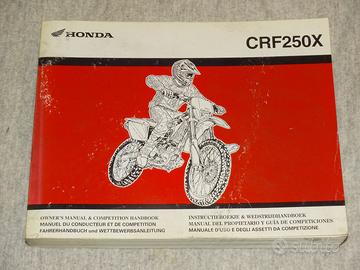 HONDA
CRF250X
OWNER'S MANUAL & COMPETITION HANDBOOK
MANUEL DU CONDUCTEUR ET DE COMPETITION
FAHRERHANDBUCH und WETTBEWERBSANLEITUNG
INSTRUCTIEBOEKJE & WEDSTRIJDHANDBOEK
MANUAL DEL PROPIETARIO Y GUÍA DE COMPETICIONES
MANUALE D'USO E DEGLI ASSETTI DA COMPETIZIONE
subito